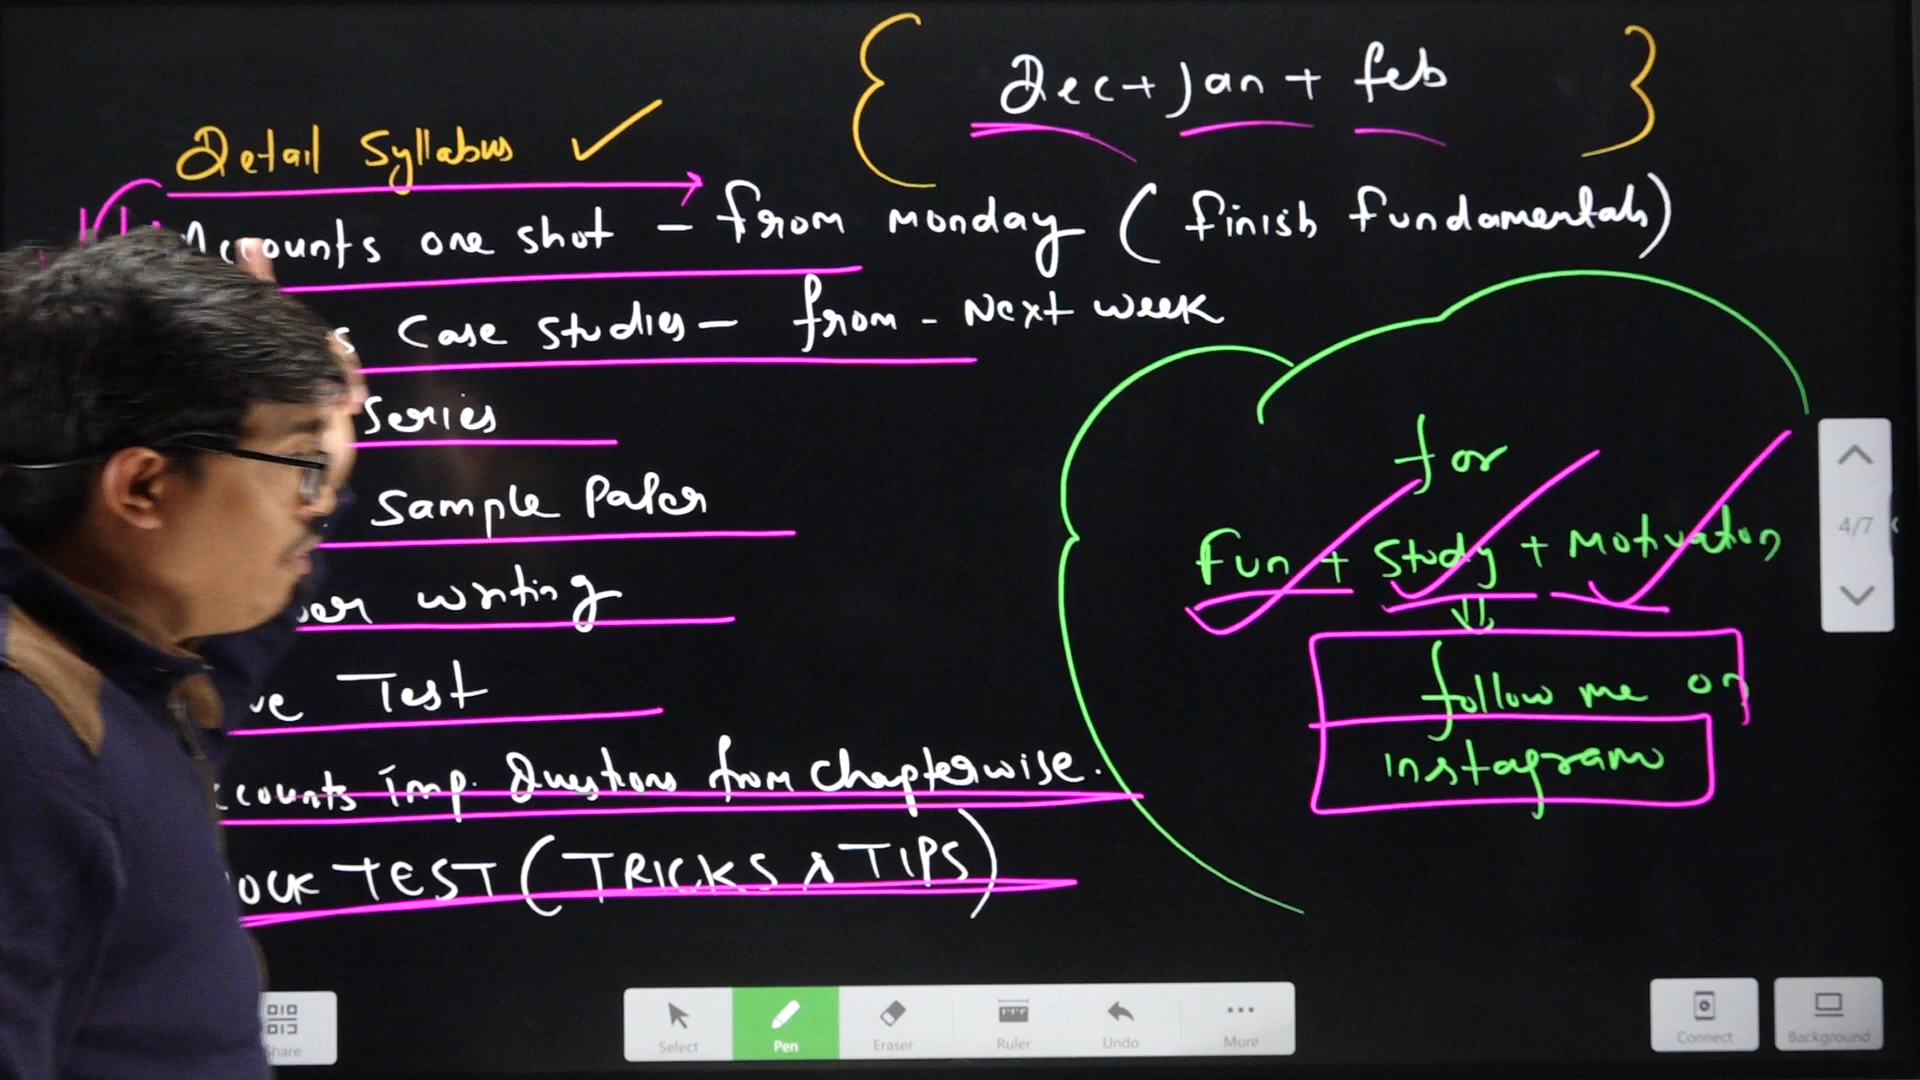 { Dec + Jan + feb }
Detail Syllabus ✓
Accounts one shot - from monday ( finish fundamentals)
Case Studies - from - Next week
Series
Sample Paper
writing
Test
Accounts imp. Questions from Chapterwise.
TEST (TRICKS & TIPS)
for
Fun + Study + Motivation
follow me on
instagram
4/7
Share
Select
Pen
Eraser
Ruler
Undo
More
Connect
Background